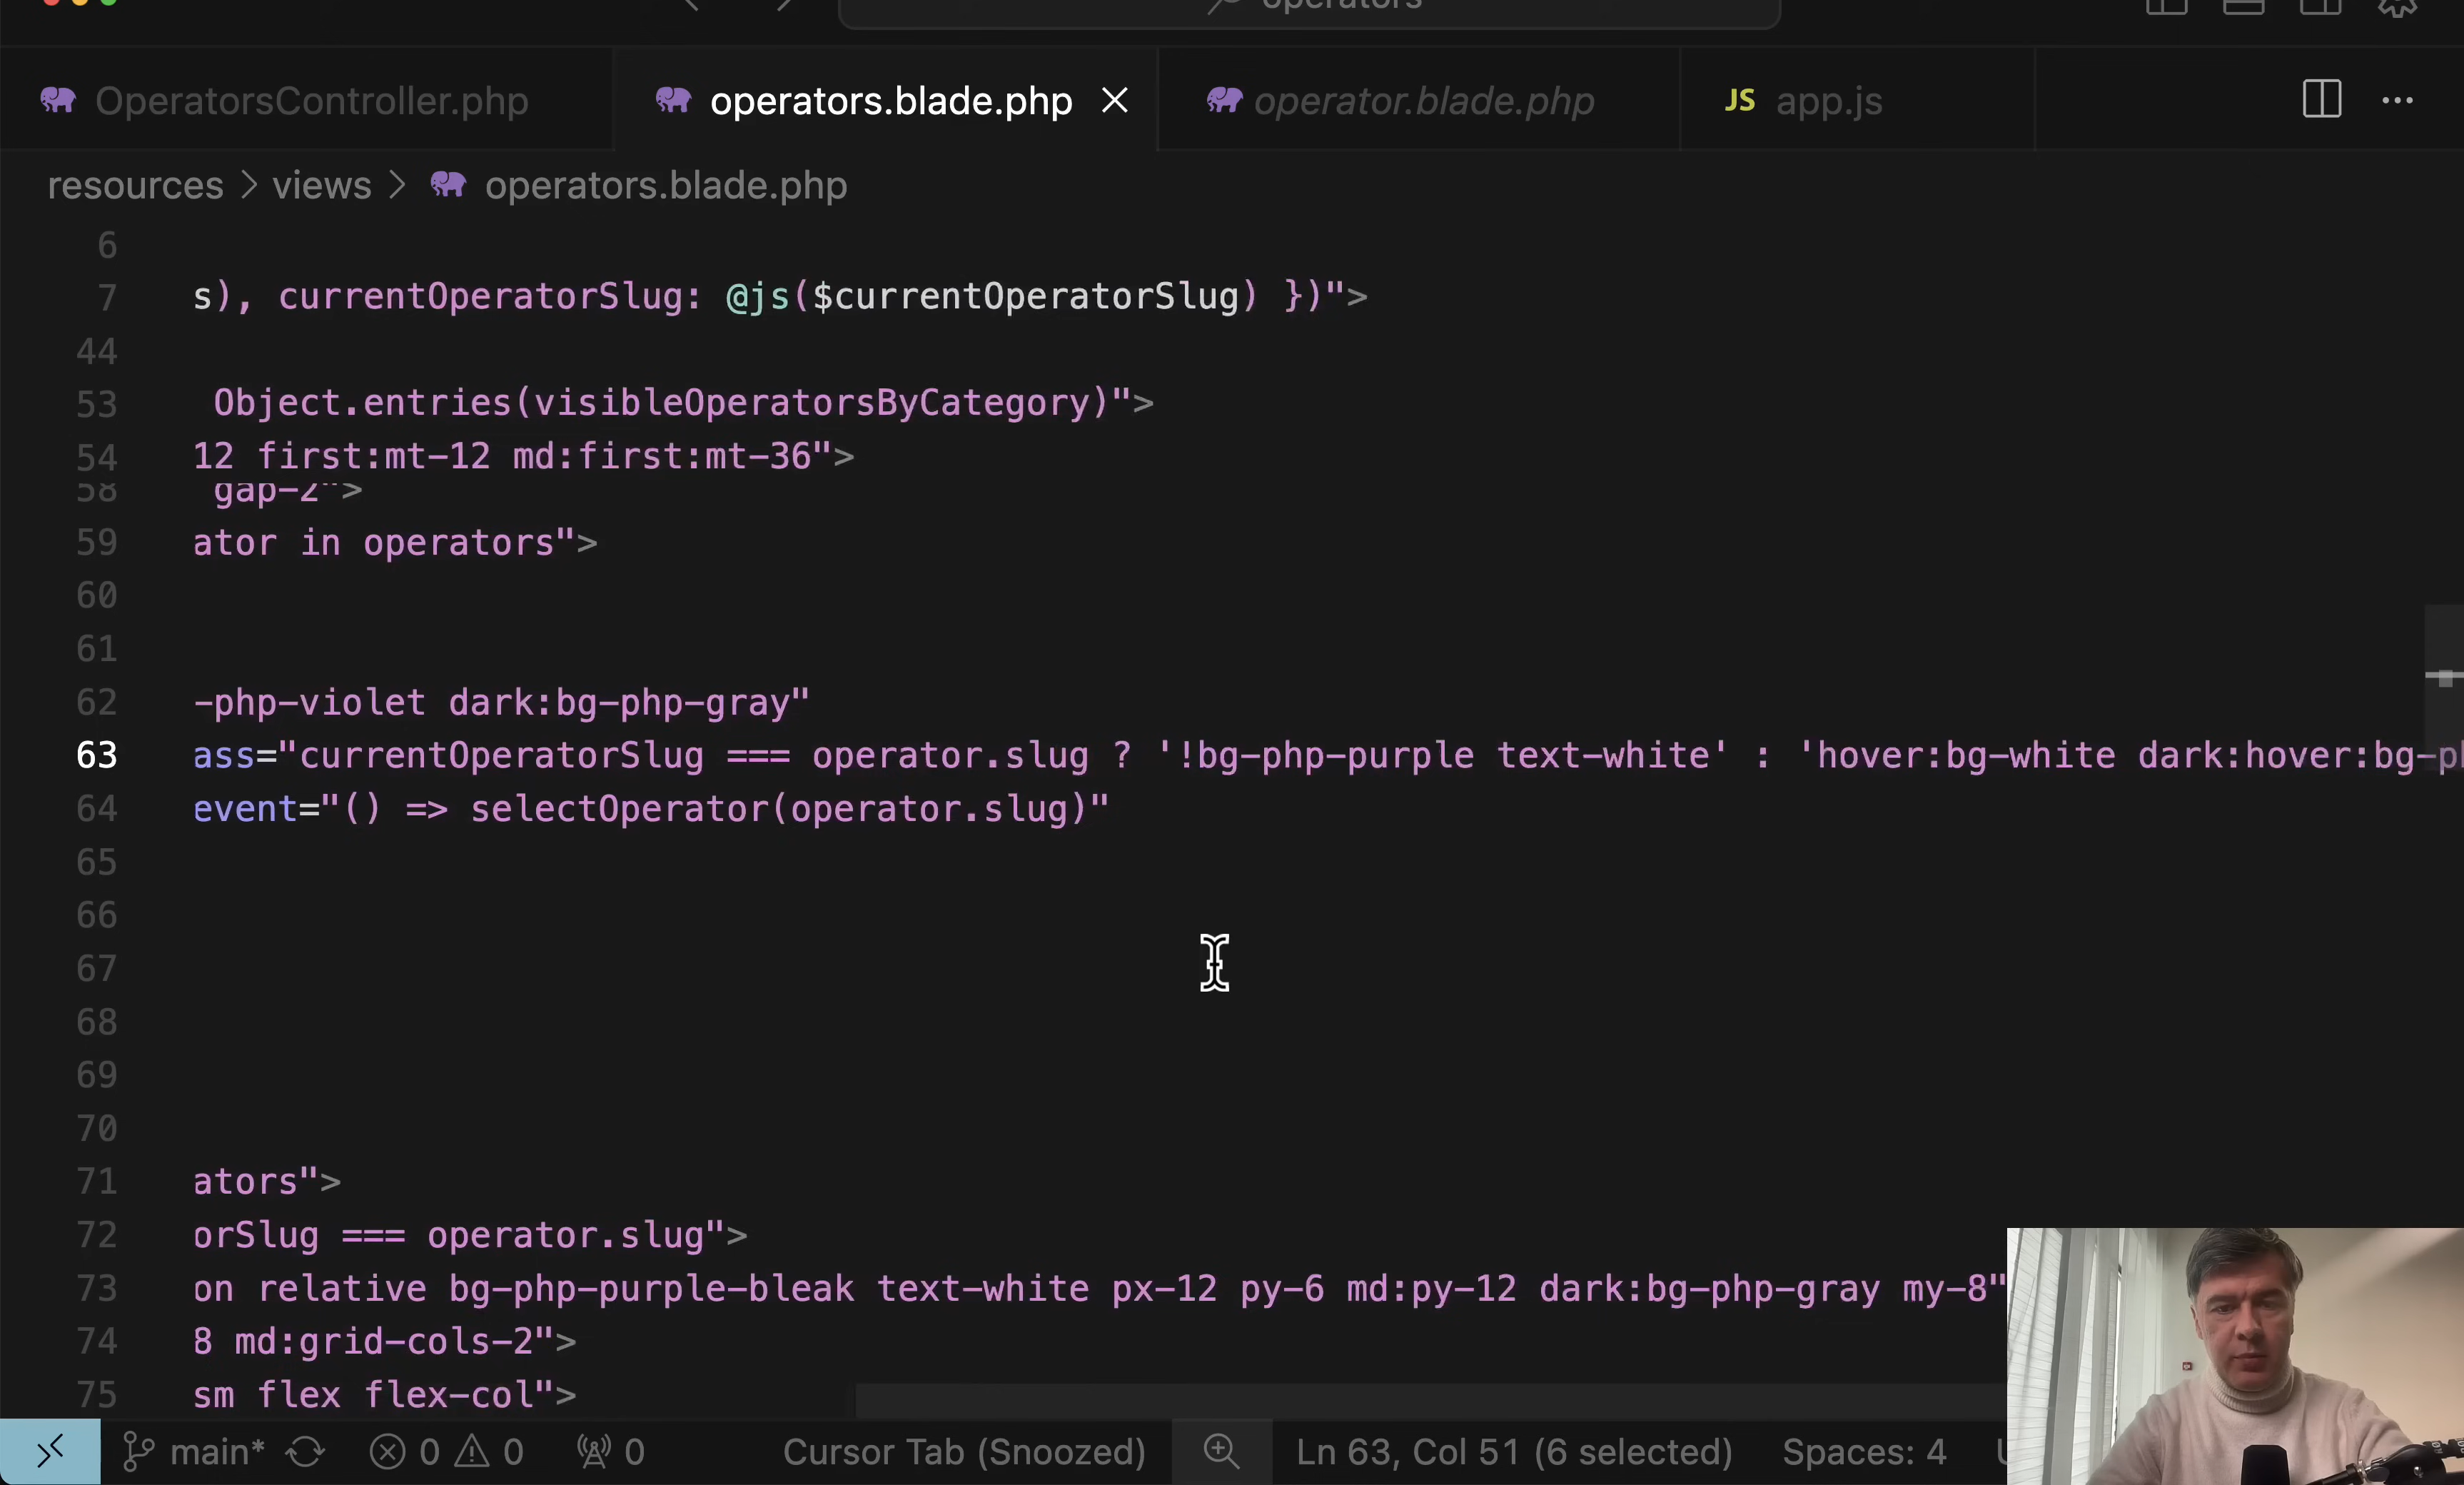 operators
OperatorsController.php
operators.blade.php
operator.blade.php
JS app.js
resources > views > operators.blade.php
6
7 s), currentOperatorSlug: @js($currentOperatorSlug) })">
44
53 Object.entries(visibleOperatorsByCategory)">
54 12 first:mt-12 md:first:mt-36">
58 gap-2">
59 ator in operators">
60
61
62 -php-violet dark:bg-php-gray"
63 ass="currentOperatorSlug === operator.slug ? '!bg-php-purple text-white' : 'hover:bg-white dark:hover:bg-ph
64 event="() => selectOperator(operator.slug)"
65
66
67
68
69
70
71 ators">
72 orSlug === operator.slug">
73 on relative bg-php-purple-bleak text-white px-12 py-6 md:py-12 dark:bg-php-gray my-8"
74 8 md:grid-cols-2">
75 sm flex flex-col">
main* 0 0 0 Cursor Tab (Snoozed) Ln 63, Col 51 (6 selected) Spaces: 4